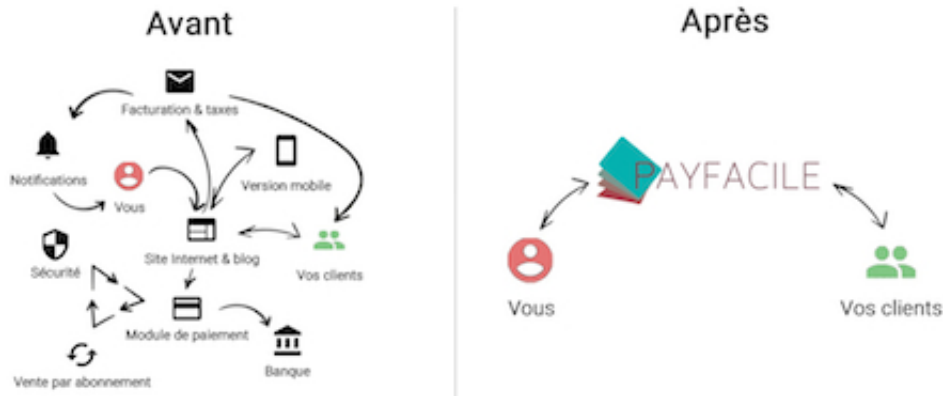 Avant
Facturation & taxes
Notifications
Version mobile
Vous
Site Internet & blog
Vos clients
Sécurité
Module de paiement
Banque
Vente par abonnement
Après
PAYFACILE
Vous
Vos clients